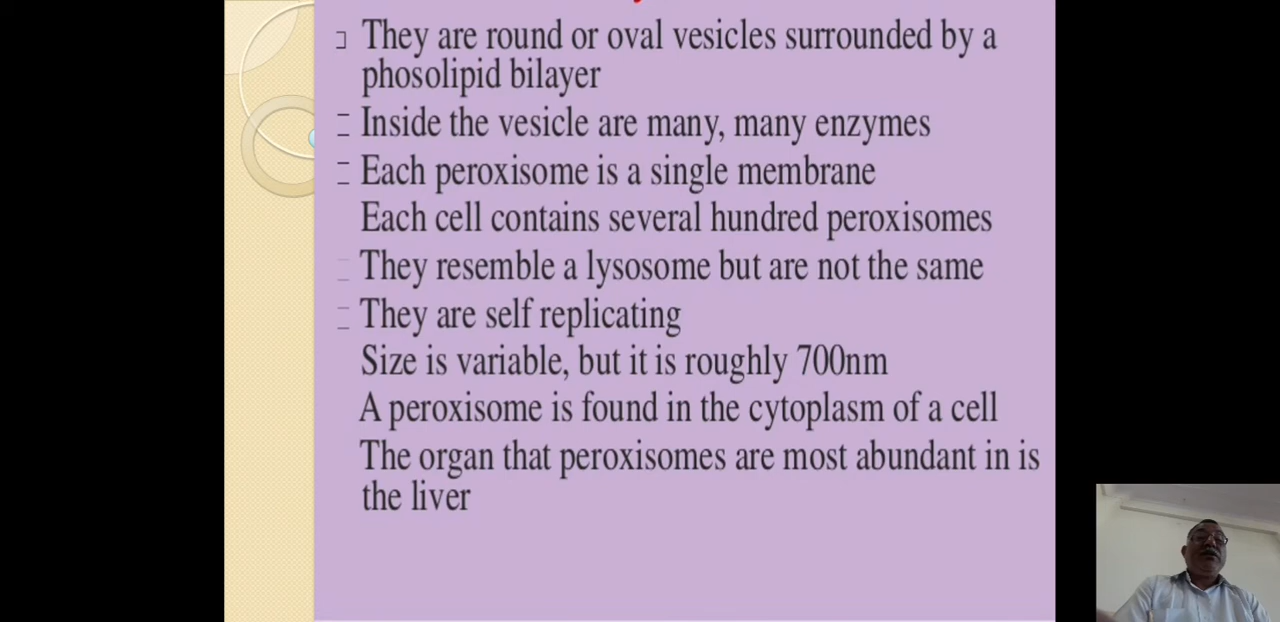 They are round or oval vesicles surrounded by a
phosolipid bilayer
Inside the vesicle are many, many enzymes
Each peroxisome is a single membrane
Each cell contains several hundred peroxisomes
They resemble a lysosome but are not the same
They are self replicating
Size is variable, but it is roughly 700nm
A peroxisome is found in the cytoplasm of a cell
The organ that peroxisomes are most abundant in is
the liver